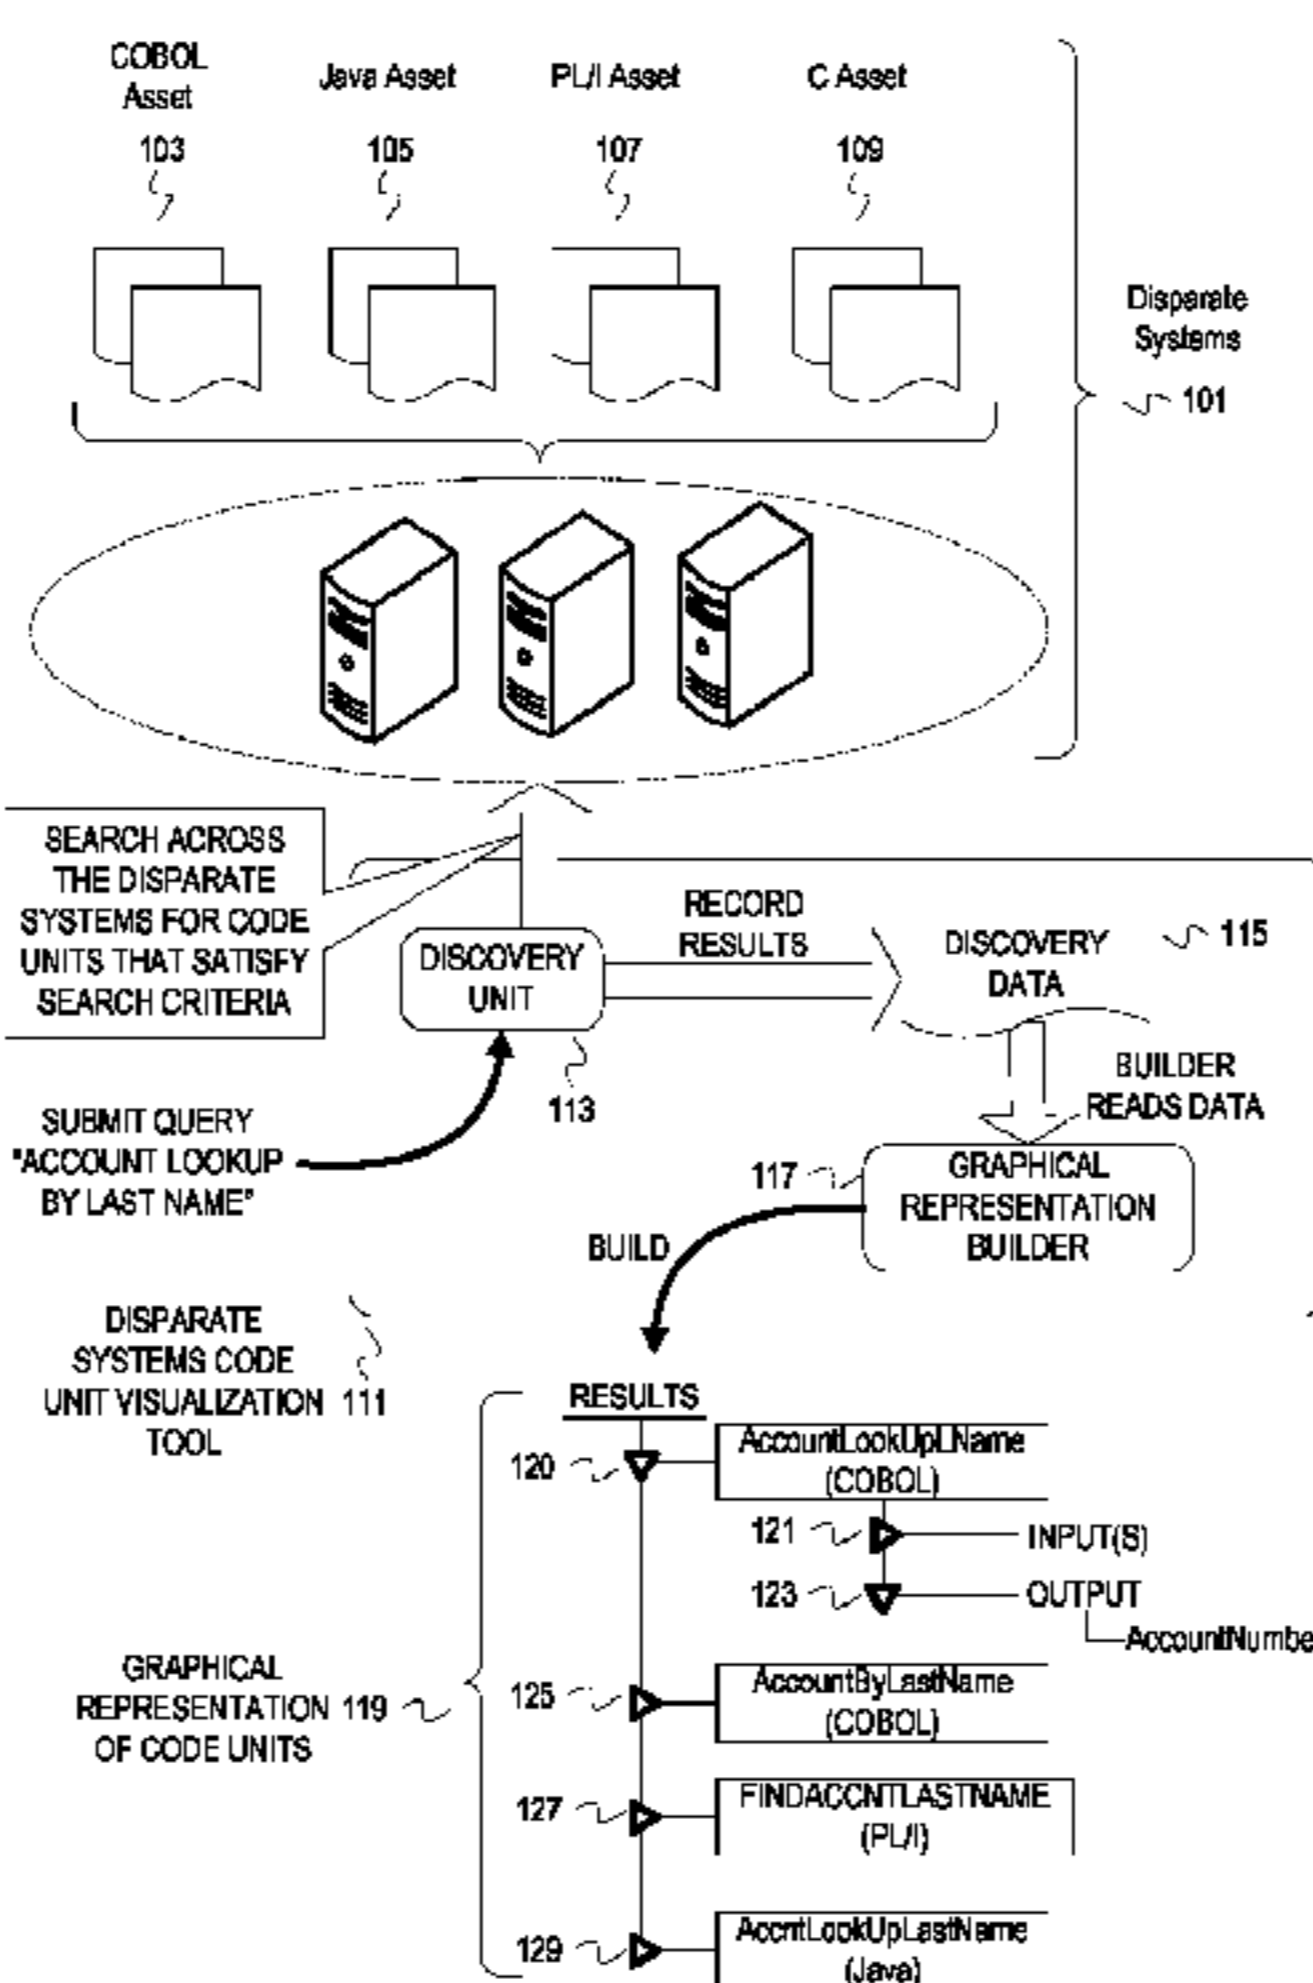 COBOL
Asset
Java Asset
PL/I Asset
C Asset
103
105
107
109
Disparate
Systems
101
SEARCH ACROSS
THE DISPARATE
SYSTEMS FOR CODE
UNITS THAT SATISFY
SEARCH CRITERIA
DISCOVERY
UNIT
113
RECORD
RESULTS
DISCOVERY
DATA
115
BUILDER
READS DATA
SUBMIT QUERY
"ACCOUNT LOOKUP
BY LAST NAME"
117
GRAPHICAL
REPRESENTATION
BUILDER
BUILD
DISPARATE
SYSTEMS CODE
UNIT VISUALIZATION
TOOL
111
RESULTS
120
AccountLookUpLName
(COBOL)
121
INPUT(S)
123
OUTPUT
AccountNumbe
GRAPHICAL
REPRESENTATION
OF CODE UNITS
119
125
AccountByLastName
(COBOL)
127
FINDACCNTLASTNAME
(PL/I)
129
AccntLookUpLastName
(Java)